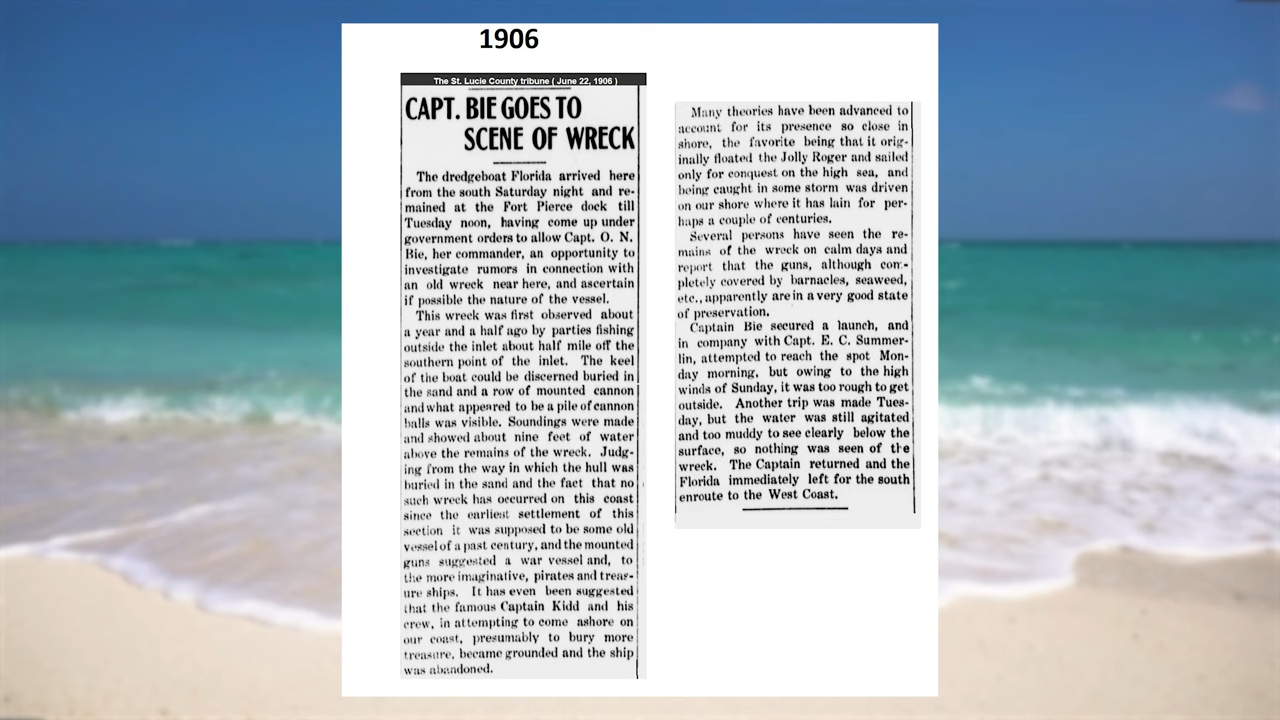 1906
The St. Lucie County tribune ( June 22, 1906 )
CAPT. BIE GOES TO
SCENE OF WRECK
The dredgeboat Florida arrived here
from the south Saturday night and re-
mained at the Fort Pierce dock till
Tuesday noon, having come up under
government orders to allow Capt. O. N.
Bie, her commander, an opportunity to
investigate rumors in connection with
an old wreck near here, and ascertain
if possible the nature of the vessel.
This wreck was first observed about
a year and a half ago by parties fishing
outside the inlet about half mile off the
southern point of the inlet. The keel
of the boat could be discerned buried in
the sand and a row of mounted cannon
and what appeared to be a pile of cannon
balls was visible. Soundings were made
and showed about nine feet of water
above the remains of the wreck. Judg-
ing from the way in which the hull was
buried in the sand and the fact that no
such wreck has occurred on this coast
since the earliest settlement of this
section it was supposed to be some old
vessel of a past century, and the mounted
guns suggested a war vessel and, to
the more imaginative, pirates and treas-
ure ships. It has even been suggested
that the famous Captain Kidd and his
crew, in attempting to come ashore on
our coast, presumably to bury more
treasure, became grounded and the ship
was abandoned.
Many theories have been advanced to
account for its presence so close in
shore, the favorite being that it orig-
inally floated the Jolly Roger and sailed
only for conquest on the high sea, and
being caught in some storm was driven
on our shore where it has lain for per-
haps a couple of centuries.
Several persons have seen the re-
mains of the wreck on calm days and
report that the guns, although com-
pletely covered by barnacles, seaweed,
etc., apparently are in a very good state
of preservation.
Captain Bie secured a launch, and
in company with Capt. E. C. Summer-
lin, attempted to reach the spot Mon-
day morning, but owing to the high
winds of Sunday, it was too rough to get
outside. Another trip was made Tues-
day, but the water was still agitated
and too muddy to see clearly below the
surface, so nothing was seen of the
wreck. The Captain returned and the
Florida immediately left for the south
enroute to the West Coast.